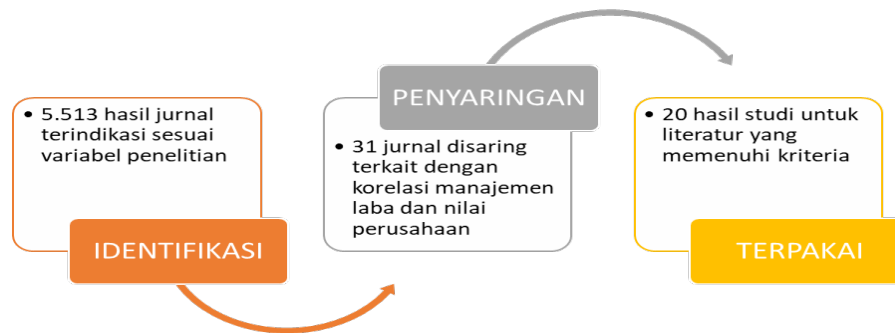 • 5.513 hasil jurnal
terindikasi sesuai
variabel penelitian
IDENTIFIKASI
PENYARINGAN
• 31 jurnal disaring
terkait dengan
korelasi manajemen
laba dan nilai
perusahaan
• 20 hasil studi untuk
literatur yang
memenuhi kriteria
TERPAKAI